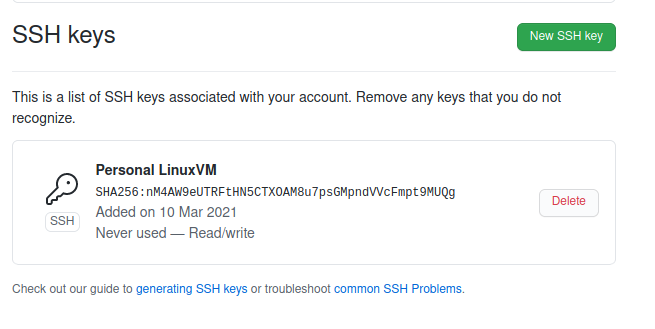 SSH keys
New SSH key
This is a list of SSH keys associated with your account. Remove any keys that you do not
recognize.
Personal LinuxVM
SHA256:nM4AW9eUTRFtHN5CTXOAM8u7psGMpndVVcFmpt9MUQg
SSH
Added on 10 Mar 2021
Never used — Read/write
Delete
Check out our guide to generating SSH keys or troubleshoot common SSH Problems.